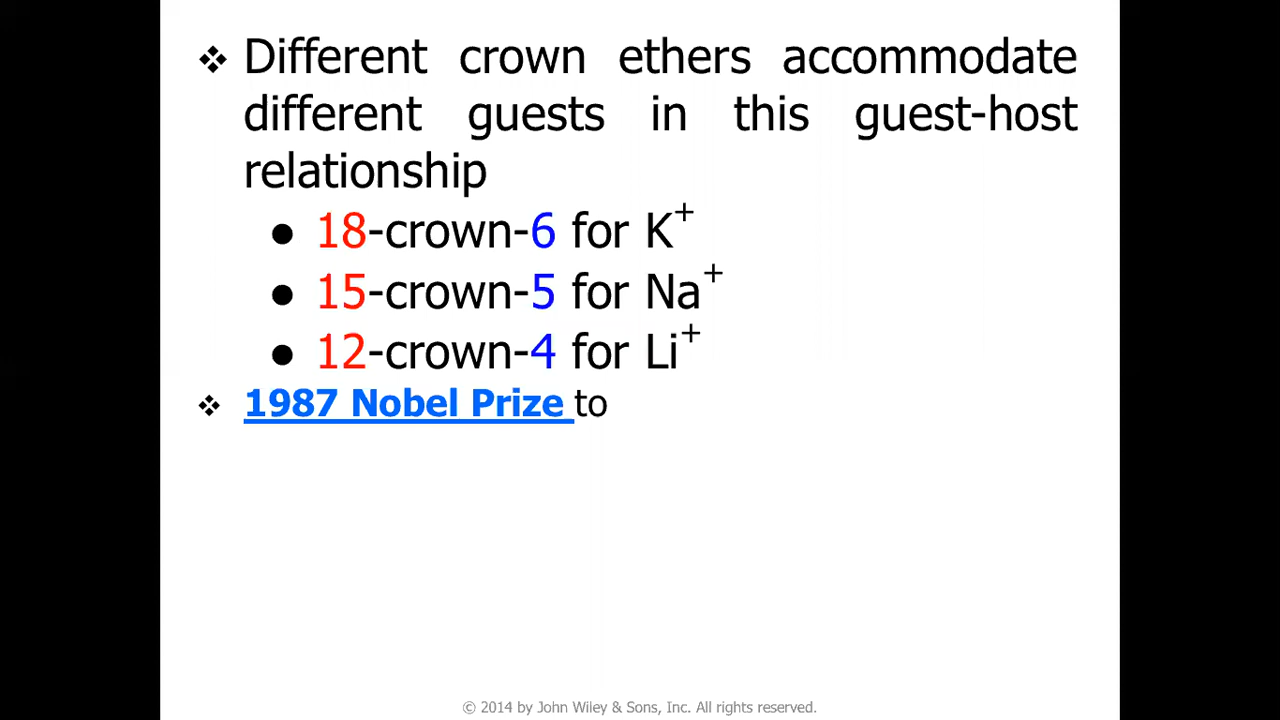 ❖ Different crown ethers accommodate
different guests in this guest-host
relationship
● 18-crown-6 for K⁺
● 15-crown-5 for Na⁺
● 12-crown-4 for Li⁺
❖ 1987 Nobel Prize to
© 2014 by John Wiley & Sons, Inc. All rights reserved.